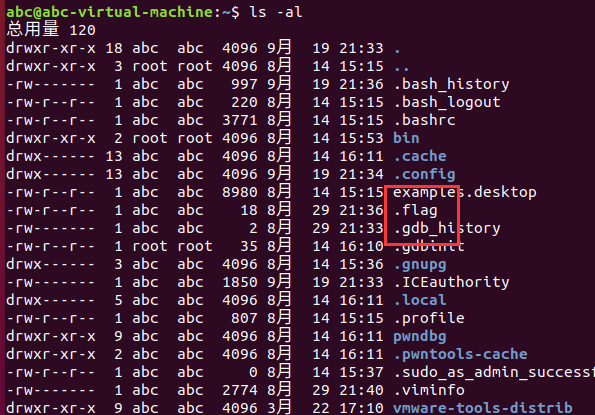 abc@abc-virtual-machine:~$ ls -al
总用量 120
drwxr-xr-x 18 abc abc 4096 9月 19 21:33 .
drwxr-xr-x 3 root root 4096 8月 14 15:15 ..
-rw------- 1 abc abc 997 9月 19 21:36 .bash_history
-rw-r--r-- 1 abc abc 220 8月 14 15:15 .bash_logout
-rw-r--r-- 1 abc abc 3771 8月 14 15:15 .bashrc
drwxr-xr-x 2 root root 4096 8月 14 15:53 bin
drwx------ 13 abc abc 4096 8月 14 16:11 .cache
drwx------ 13 abc abc 4096 9月 19 21:34 .config
-rw-r--r-- 1 abc abc 8980 8月 14 15:15 examples.desktop
-rw-r--r-- 1 abc abc 18 8月 29 21:36 .flag
-rw------- 1 abc abc 2 8月 29 21:33 .gdb_history
-rw-r--r-- 1 root root 35 8月 14 16:10 .gdbinit
drwx------ 3 abc abc 4096 8月 14 15:36 .gnupg
-rw------- 1 abc abc 1850 9月 19 21:33 .ICEauthority
drwx------ 5 abc abc 4096 8月 14 16:11 .local
-rw-r--r-- 1 abc abc 807 8月 14 15:15 .profile
drwxr-xr-x 9 abc abc 4096 8月 14 16:11 pwndbg
drwxr-xr-x 2 abc abc 4096 8月 14 16:11 .pwntools-cache
-rw-r--r-- 1 abc abc 0 8月 14 15:37 .sudo_as_admin_successf
-rw------- 1 abc abc 2774 8月 29 21:40 .viminfo
drwxr-xr-x 9 abc abc 4096 3月 22 17:10 vmware-tools-distrib